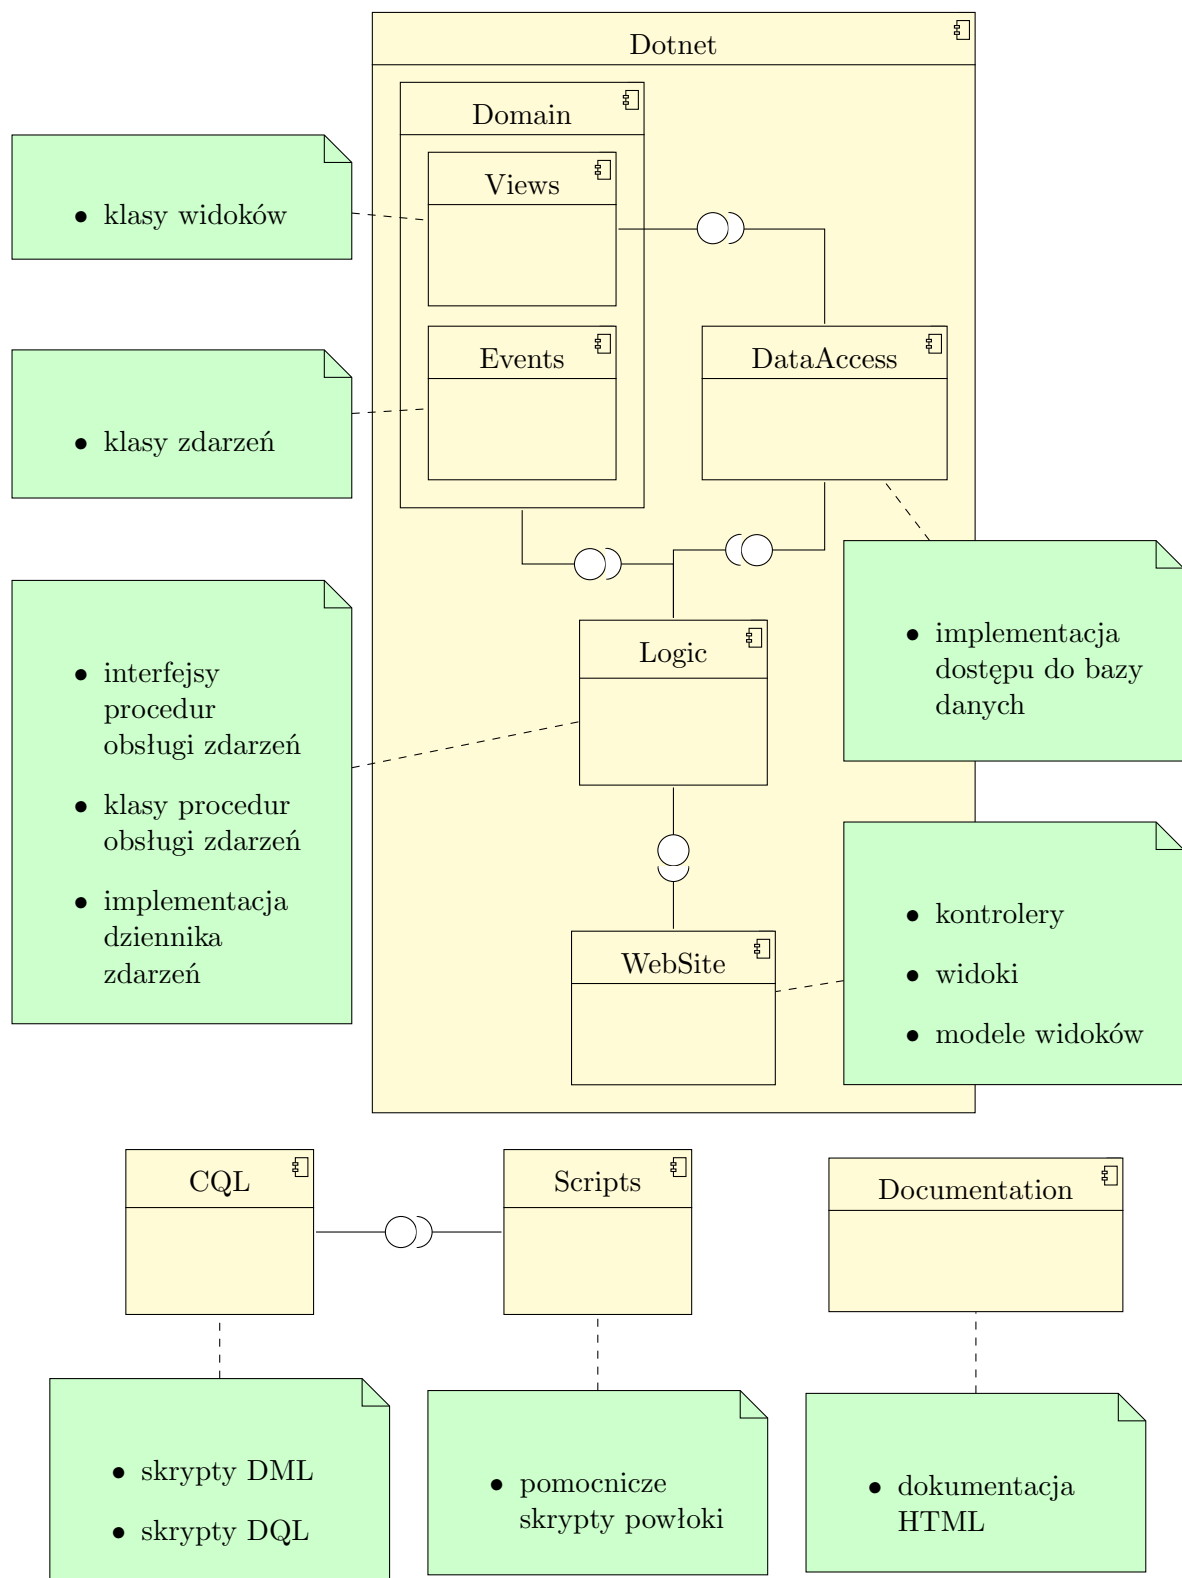 Dotnet
Domain
Views
• klasy widoków
Events
DataAccess
• klasy zdarzeń
• implementacja
dostępu do bazy
danych
Logic
• interfejsy
procedur
obsługi zdarzeń
• klasy procedur
obsługi zdarzeń
• implementacja
dziennika
zdarzeń
• kontrolery
• widoki
• modele widoków
WebSite
CQL
Scripts
Documentation
• skrypty DML
• skrypty DQL
• pomocnicze
skrypty powłoki
• dokumentacja
HTML